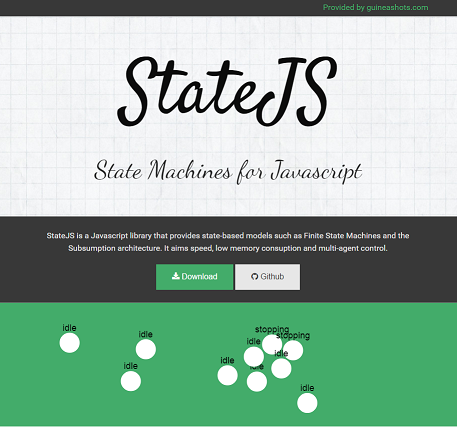 Provided by guineashots.com
StateJS
State Machines for Javascript
StateJS is a Javascript library that provides state-based models such as Finite State Machines and the
Subsumption architecture. It aims speed, low memory consuption and multi-agent control.
Download Github
idle
idle
idle
stopping
stopping
idle
idle
idle
idle
idle